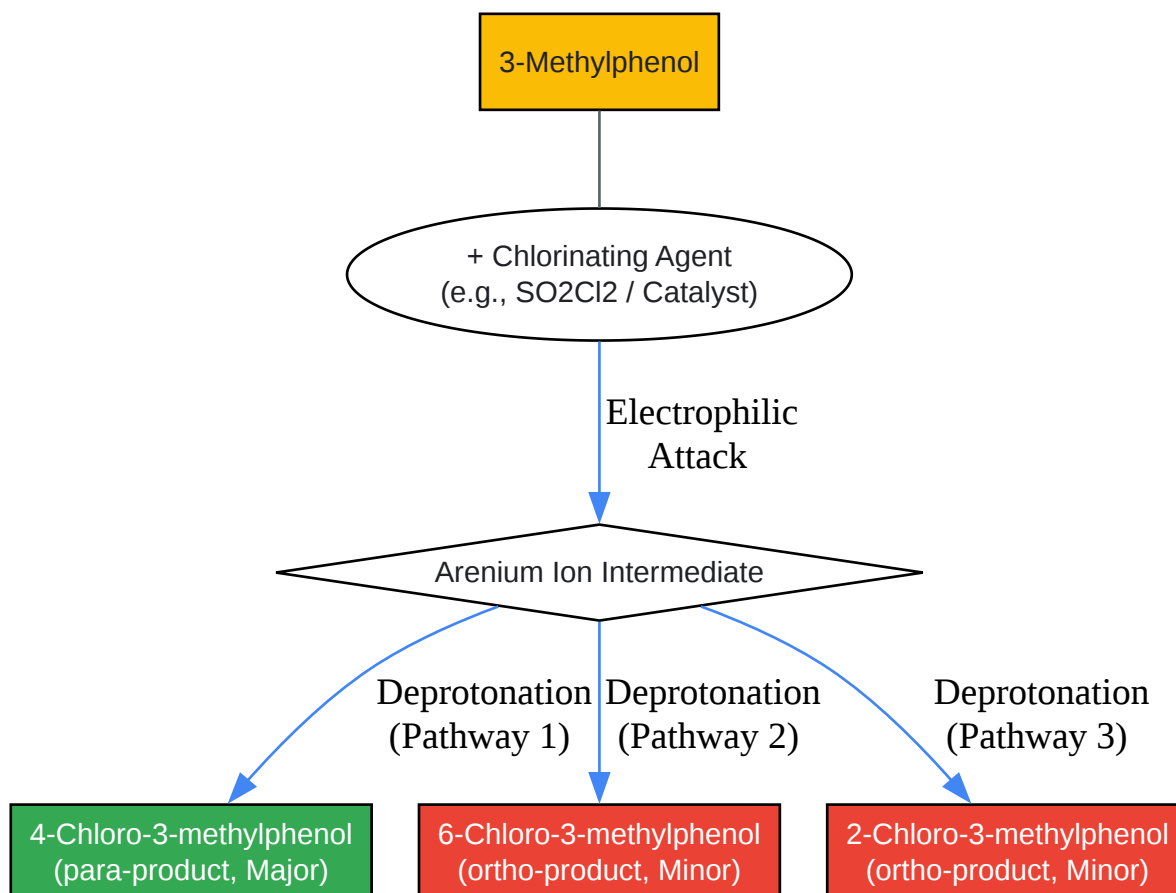 3-Methylphenol
+ Chlorinating Agent
(e.g., SO2Cl2 / Catalyst)
Electrophilic
Attack
Arenium Ion Intermediate
Deprotonation
(Pathway 1)
Deprotonation
(Pathway 2)
Deprotonation
(Pathway 3)
4-Chloro-3-methylphenol
(para-product, Major)
6-Chloro-3-methylphenol
(ortho-product, Minor)
2-Chloro-3-methylphenol
(ortho-product, Minor)